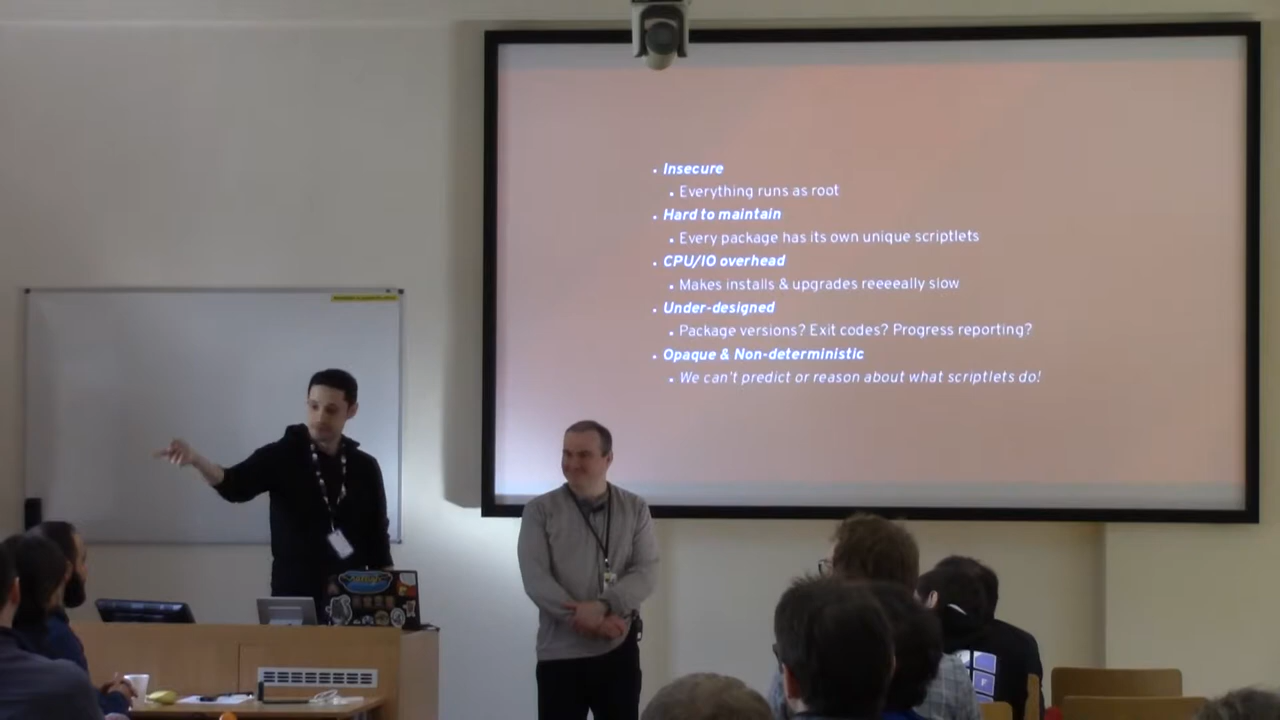 • Insecure
• Everything runs as root
• Hard to maintain
• Every package has its own unique scriptlets
• CPU/IO overhead
• Makes installs & upgrades reeeeally slow
• Under-designed
• Package versions? Exit codes? Progress reporting?
• Opaque & Non-deterministic
• We can't predict or reason about what scriptlets do!
F